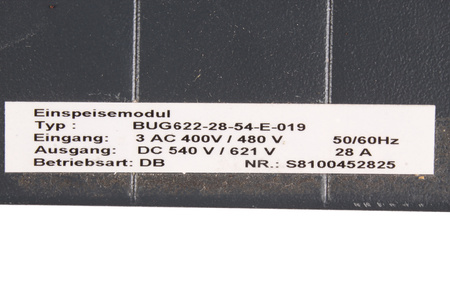 Einspeisemodul
Typ : BUG622-28-54-E-019
Eingang: 3 AC 400V / 480 V 50/60Hz
Ausgang: DC 540 V / 621 V 28 A
Betriebsart: DB NR.: S8100452825